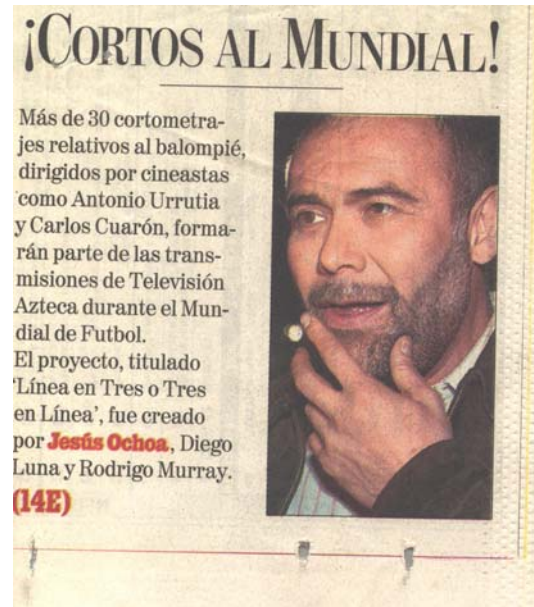 ¡CORTOS AL MUNDIAL!
Más de 30 cortometra-
jes relativos al balompié,
dirigidos por cineastas
como Antonio Urrutia
y Carlos Cuarón, forma-
rán parte de las trans-
misiones de Televisión
Azteca durante el Mun-
dial de Futbol.
El proyecto, titulado
‘Línea en Tres o Tres
en Línea’, fue creado
por Jesús Ochoa, Diego
Luna y Rodrigo Murray.
(14E)